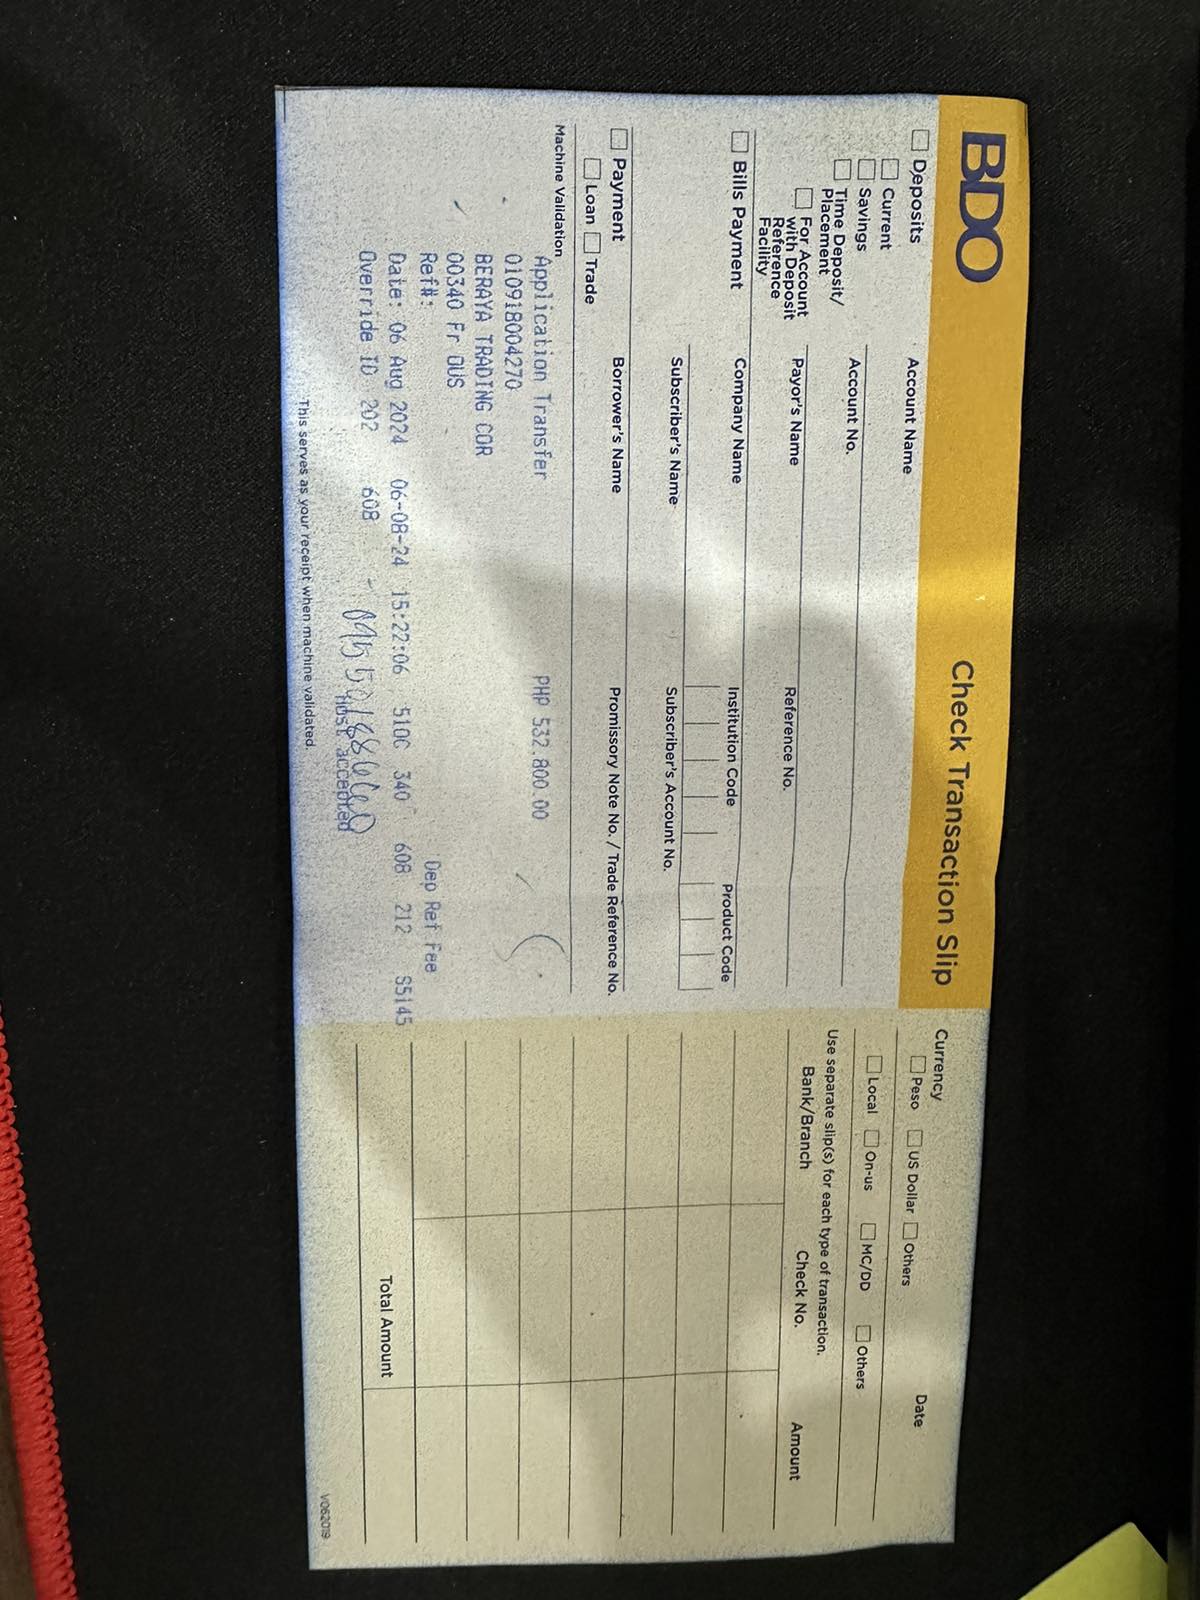 BDO
Check Transaction Slip
Deposits
Current
Savings
Time Deposit/
Placement
For Account
with Deposit
Reference
Facility
Account Name
Account No.
Payor's Name
Reference No.
Bills Payment
Company Name
Institution Code
Product Code
Subscriber's Name
Subscriber's Account No.
Payment
Loan
Trade
Borrower's Name
Promissory Note No. / Trade Reference No.
Machine Validation
Application Transfer PHP 532,800.00
010918004270
BERAYA TRADING COR
00340 Fr OUS
Ref#: Dep Ref Fee
Date: 06 Aug 2024 06-08-24 15:22:06 510C 340 608 212 S5145
Override ID 202 608
Host accepted
This serves as your receipt when machine validated.
Currency
Date
Peso
US Dollar
Others
Local
On-us
MC/DD
Others
Use separate slip(s) for each type of transaction.
Bank/Branch
Check No.
Amount
Total Amount
V062019